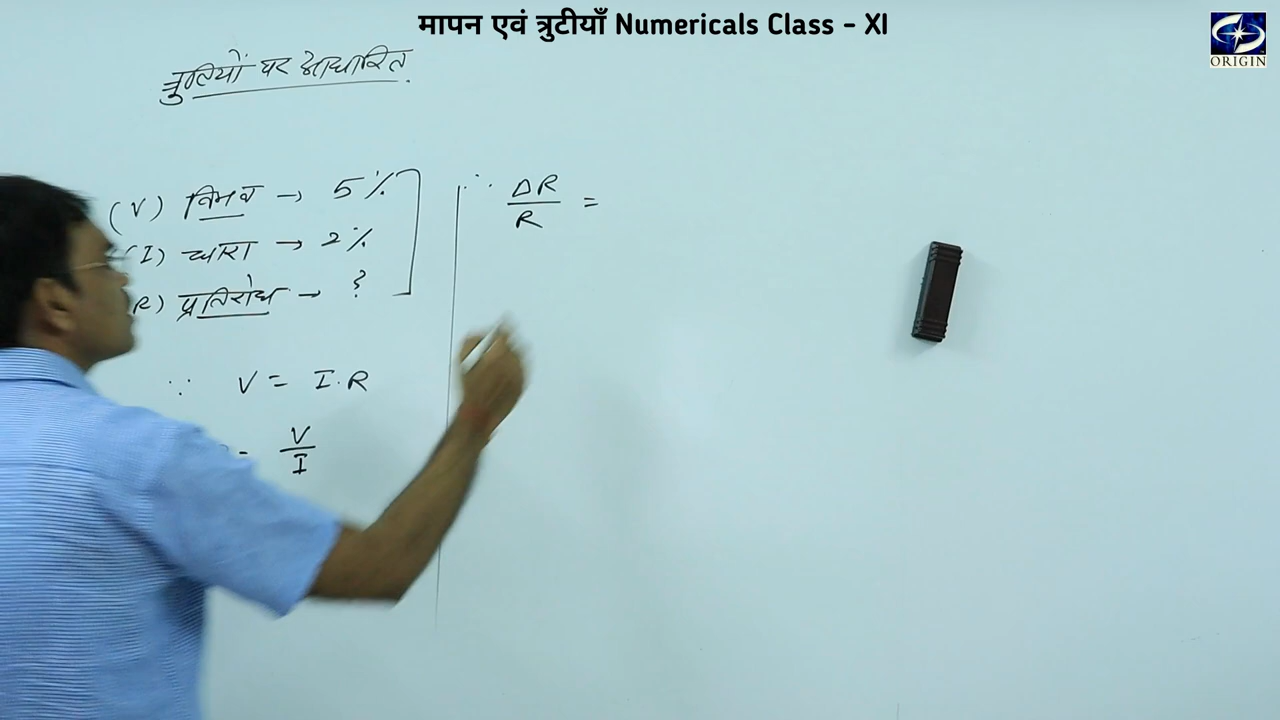 मापन एवं त्रुटीयाँ Numericals Class - XI
ORIGIN
त्रुटियों पर आधारित
(V) विभव → 5%
(I) धारा → 2%
R) प्रतिरोध → ?
∵ V = I.R
= V/I
∴ ΔR/R =